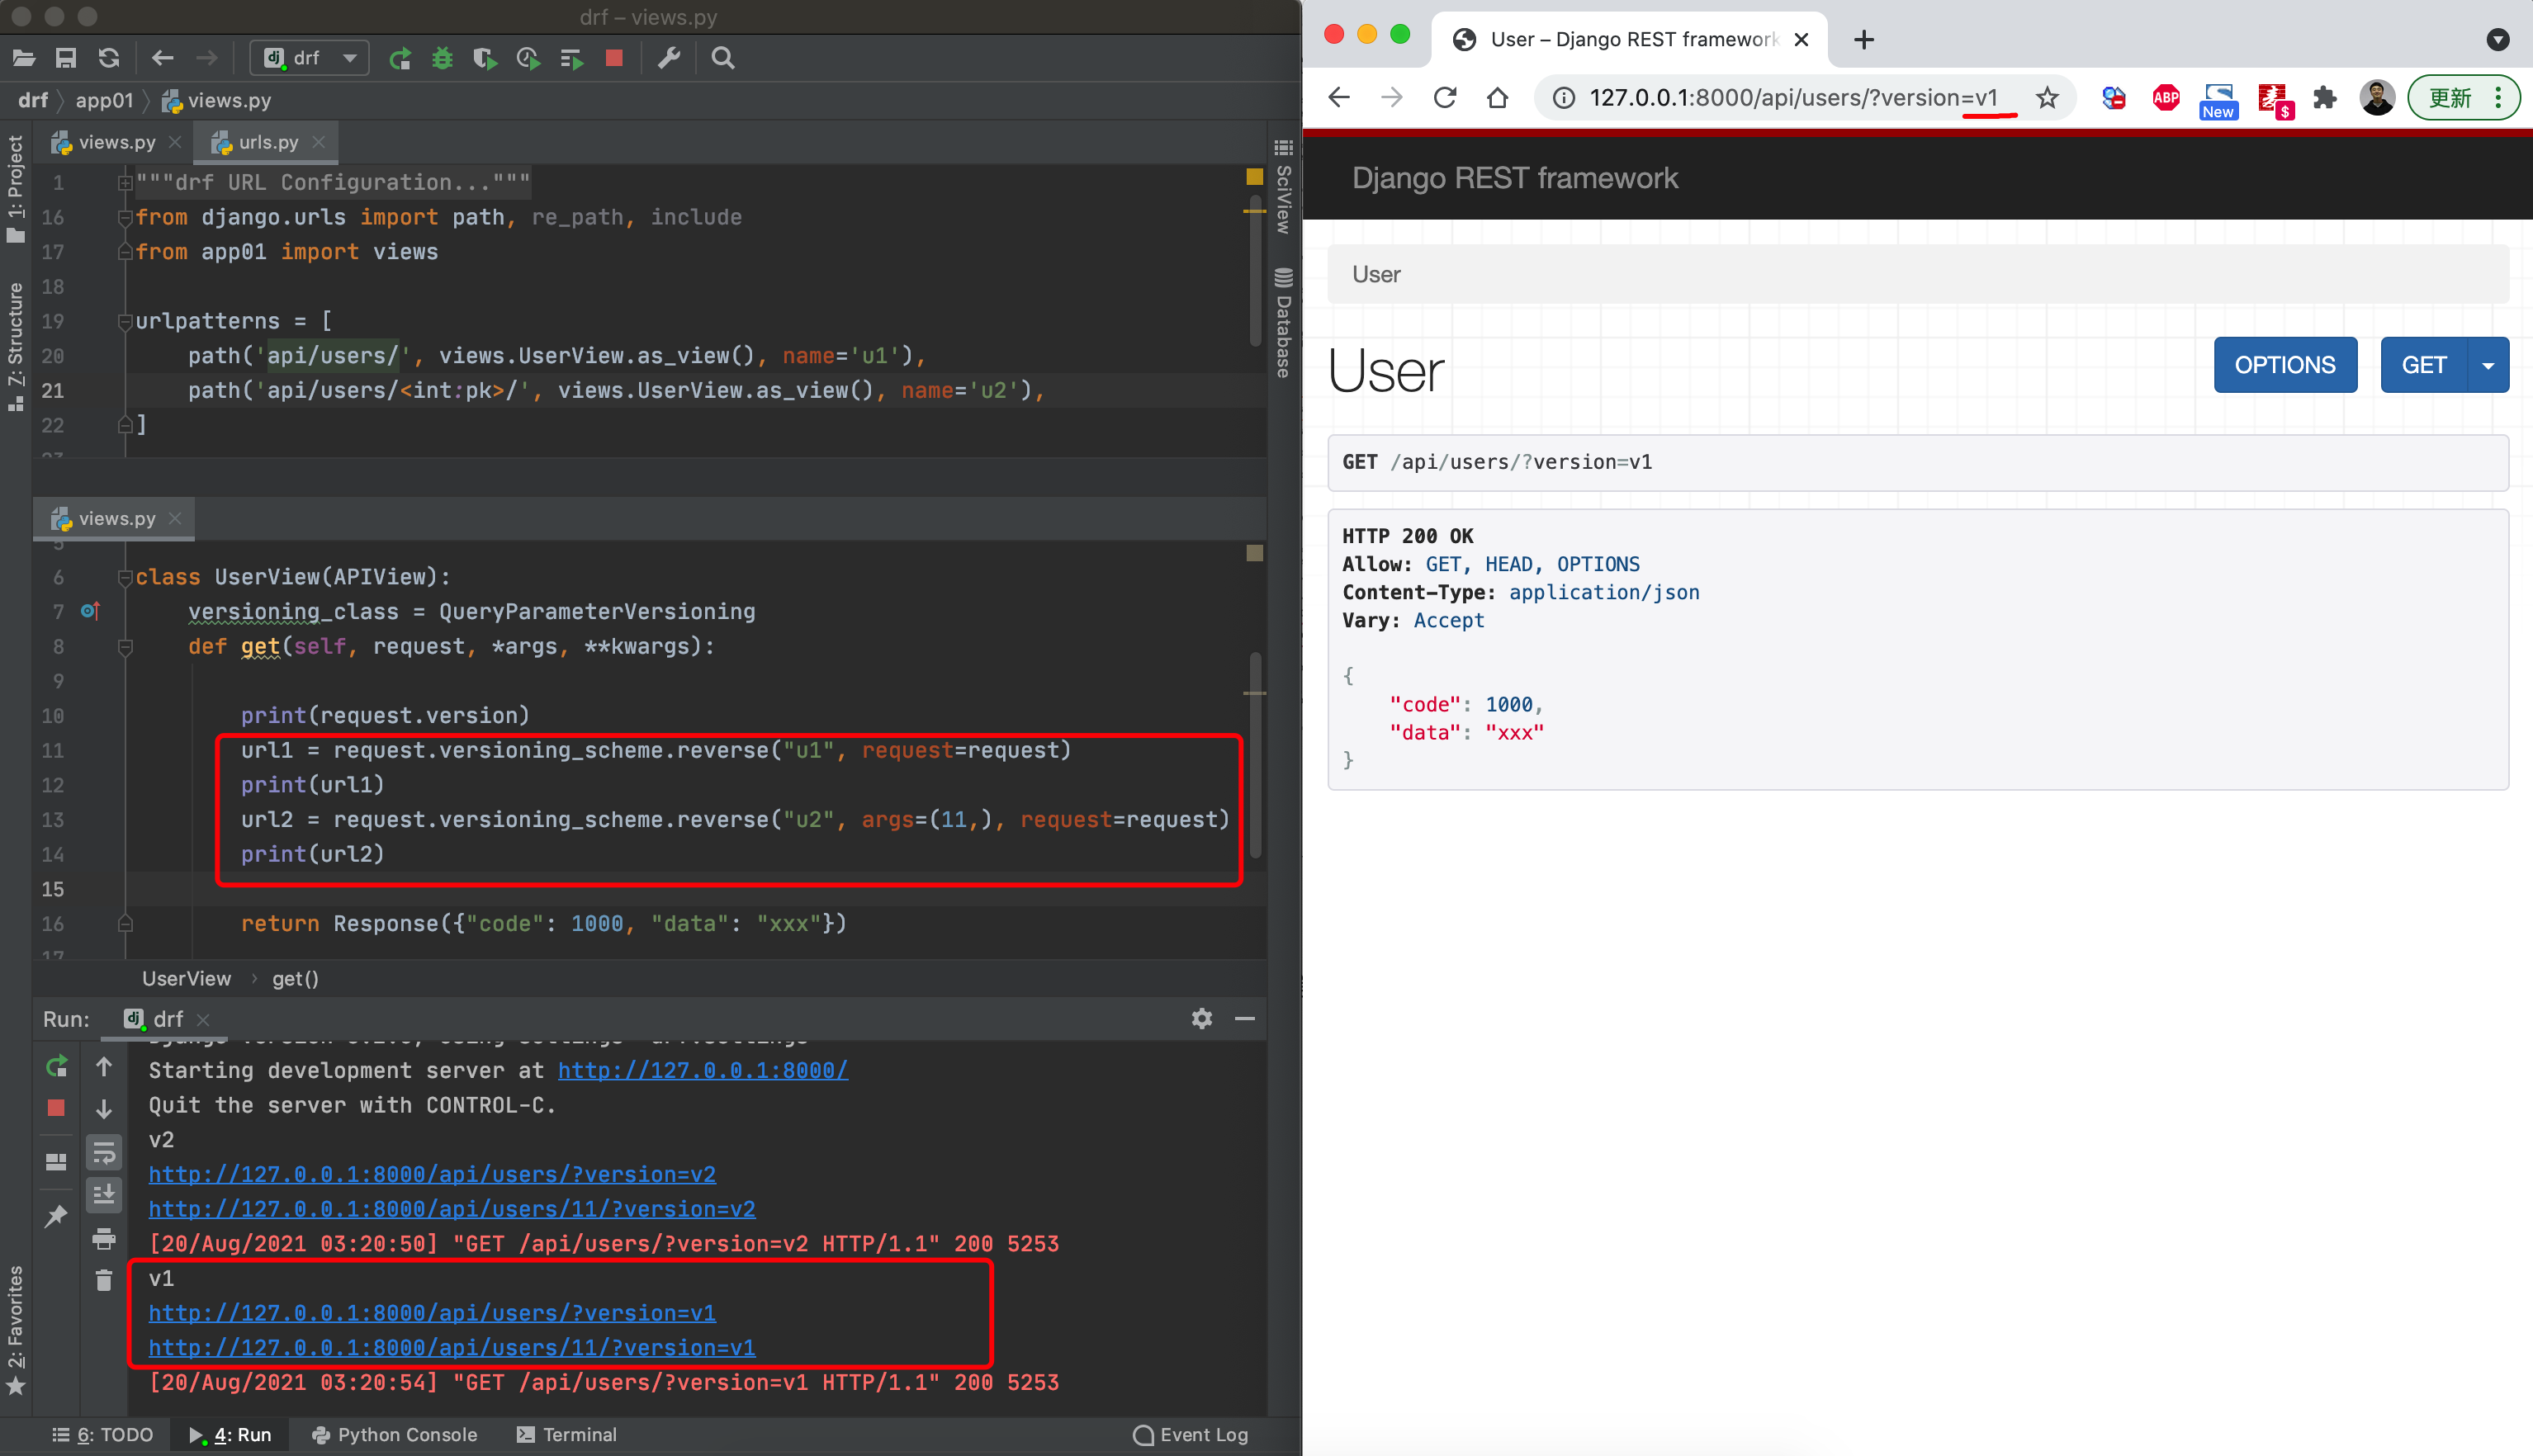 drf – views.py
drf
drf app01 views.py
views.py urls.py
1: Project
Z: Structure
2: Favorites
SciView
Database
1 """drf URL Configuration..."""
16 from django.urls import path, re_path, include
17 from app01 import views
18
19 urlpatterns = [
20 path('api/users/', views.UserView.as_view(), name='u1'),
21 path('api/users/<int:pk>/', views.UserView.as_view(), name='u2'),
22 ]
23
views.py
5
6 class UserView(APIView):
7 versioning_class = QueryParameterVersioning
8 def get(self, request, *args, **kwargs):
9
10 print(request.version)
11 url1 = request.versioning_scheme.reverse("u1", request=request)
12 print(url1)
13 url2 = request.versioning_scheme.reverse("u2", args=(11,), request=request)
14 print(url2)
15
16 return Response({"code": 1000, "data": "xxx"})
17
UserView › get()
Run: drf
Starting development server at http://127.0.0.1:8000/
Quit the server with CONTROL-C.
v2
http://127.0.0.1:8000/api/users/?version=v2
http://127.0.0.1:8000/api/users/11/?version=v2
[20/Aug/2021 03:20:50] "GET /api/users/?version=v2 HTTP/1.1" 200 5253
v1
http://127.0.0.1:8000/api/users/?version=v1
http://127.0.0.1:8000/api/users/11/?version=v1
[20/Aug/2021 03:20:54] "GET /api/users/?version=v1 HTTP/1.1" 200 5253
6: TODO 4: Run Python Console Terminal Event Log
User – Django REST framework
127.0.0.1:8000/api/users/?version=v1
ABP New $ 更新
Django REST framework
User
User OPTIONS GET
GET /api/users/?version=v1
HTTP 200 OK
Allow: GET, HEAD, OPTIONS
Content-Type: application/json
Vary: Accept
{
"code": 1000,
"data": "xxx"
}